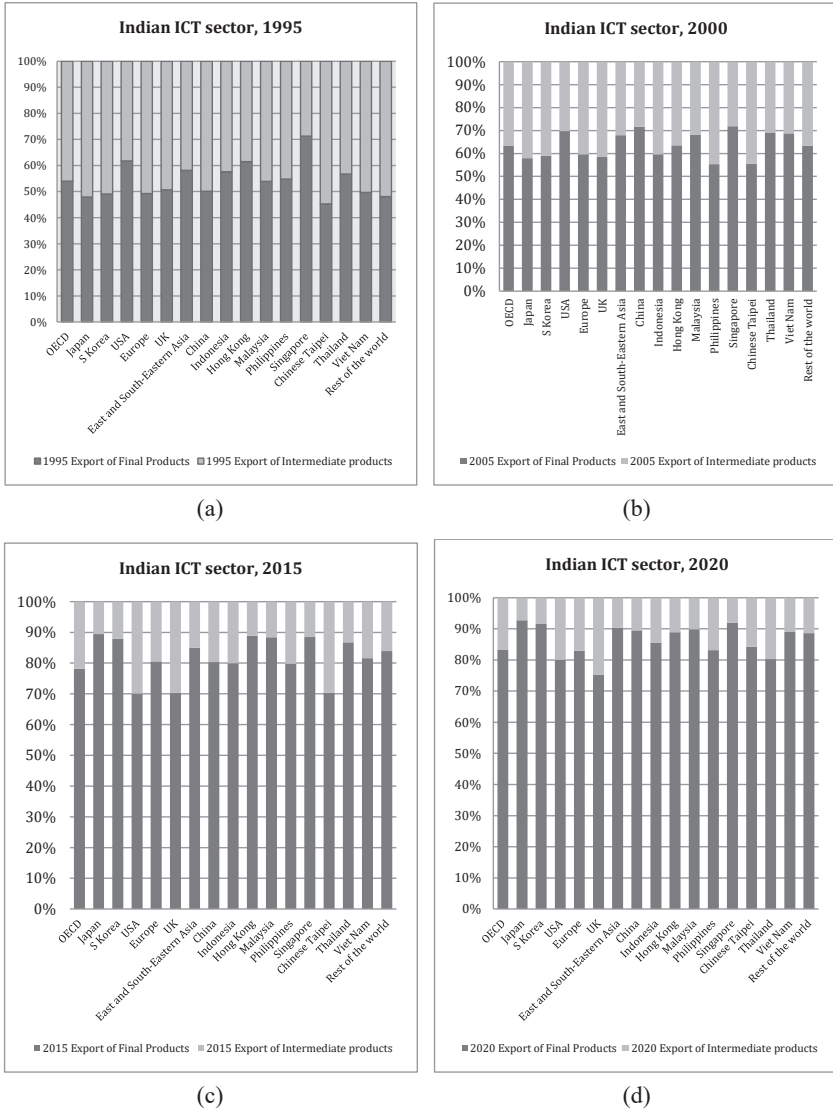 Indian ICT sector, 1995
100%
90%
80%
70%
60%
50%
40%
30%
20%
10%
0%
OECD
Japan
S Korea
USA
Europe
UK
East and South-Eastern Asia
China
Indonesia
Hong Kong
Malaysia
Philippines
Singapore
Chinese Taipei
Thailand
Viet Nam
Rest of the world
1995 Export of Final Products 1995 Export of Intermediate products
(a)
Indian ICT sector, 2000
100%
90%
80%
70%
60%
50%
40%
30%
20%
10%
0%
OECD
Japan
S Korea
USA
Europe
UK
East and South-Eastern Asia
China
Indonesia
Hong Kong
Malaysia
Philippines
Singapore
Chinese Taipei
Thailand
Viet Nam
Rest of the world
2005 Export of Final Products 2005 Export of Intermediate products
(b)
Indian ICT sector, 2015
100%
90%
80%
70%
60%
50%
40%
30%
20%
10%
0%
OECD
Japan
S Korea
USA
Europe
UK
East and South-Eastern Asia
China
Indonesia
Hong Kong
Malaysia
Philippines
Singapore
Chinese Taipei
Thailand
Viet Nam
Rest of the world
2015 Export of Final Products 2015 Export of Intermediate products
(c)
Indian ICT sector, 2020
100%
90%
80%
70%
60%
50%
40%
30%
20%
10%
0%
OECD
Japan
S Korea
USA
Europe
UK
East and South-Eastern Asia
China
Indonesia
Hong Kong
Malaysia
Philippines
Singapore
Chinese Taipei
Thailand
Viet Nam
Rest of the world
2020 Export of Final Products 2020 Export of Intermediate products
(d)